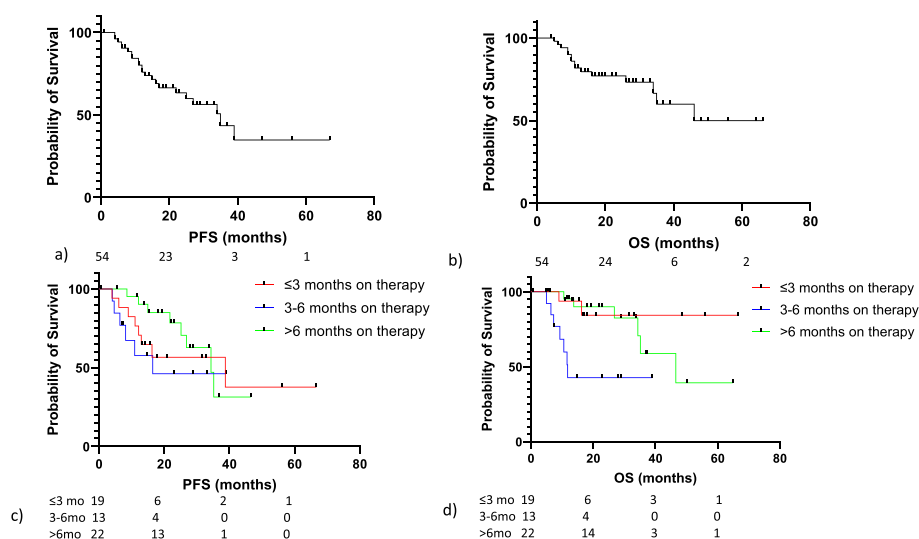 Probability of Survival
100
50
0
0 20 40 60 80
PFS (months)
a)
54 23 3 1
Probability of Survival
100
50
0
0 20 40 60 80
OS (months)
b)
54 24 6 2
Probability of Survival
100
50
0
0 20 40 60 80
PFS (months)
≤3 months on therapy
3-6 months on therapy
>6 months on therapy
c)
≤3 mo 19 6 2 1
3-6mo 13 4 0 0
>6mo 22 13 1 0
Probability of Survival
100
50
0
0 20 40 60 80
OS (months)
≤3 months on therapy
3-6 months on therapy
>6 months on therapy
d)
≤3 mo 19 6 3 1
3-6mo 13 4 0 0
>6mo 22 14 3 1